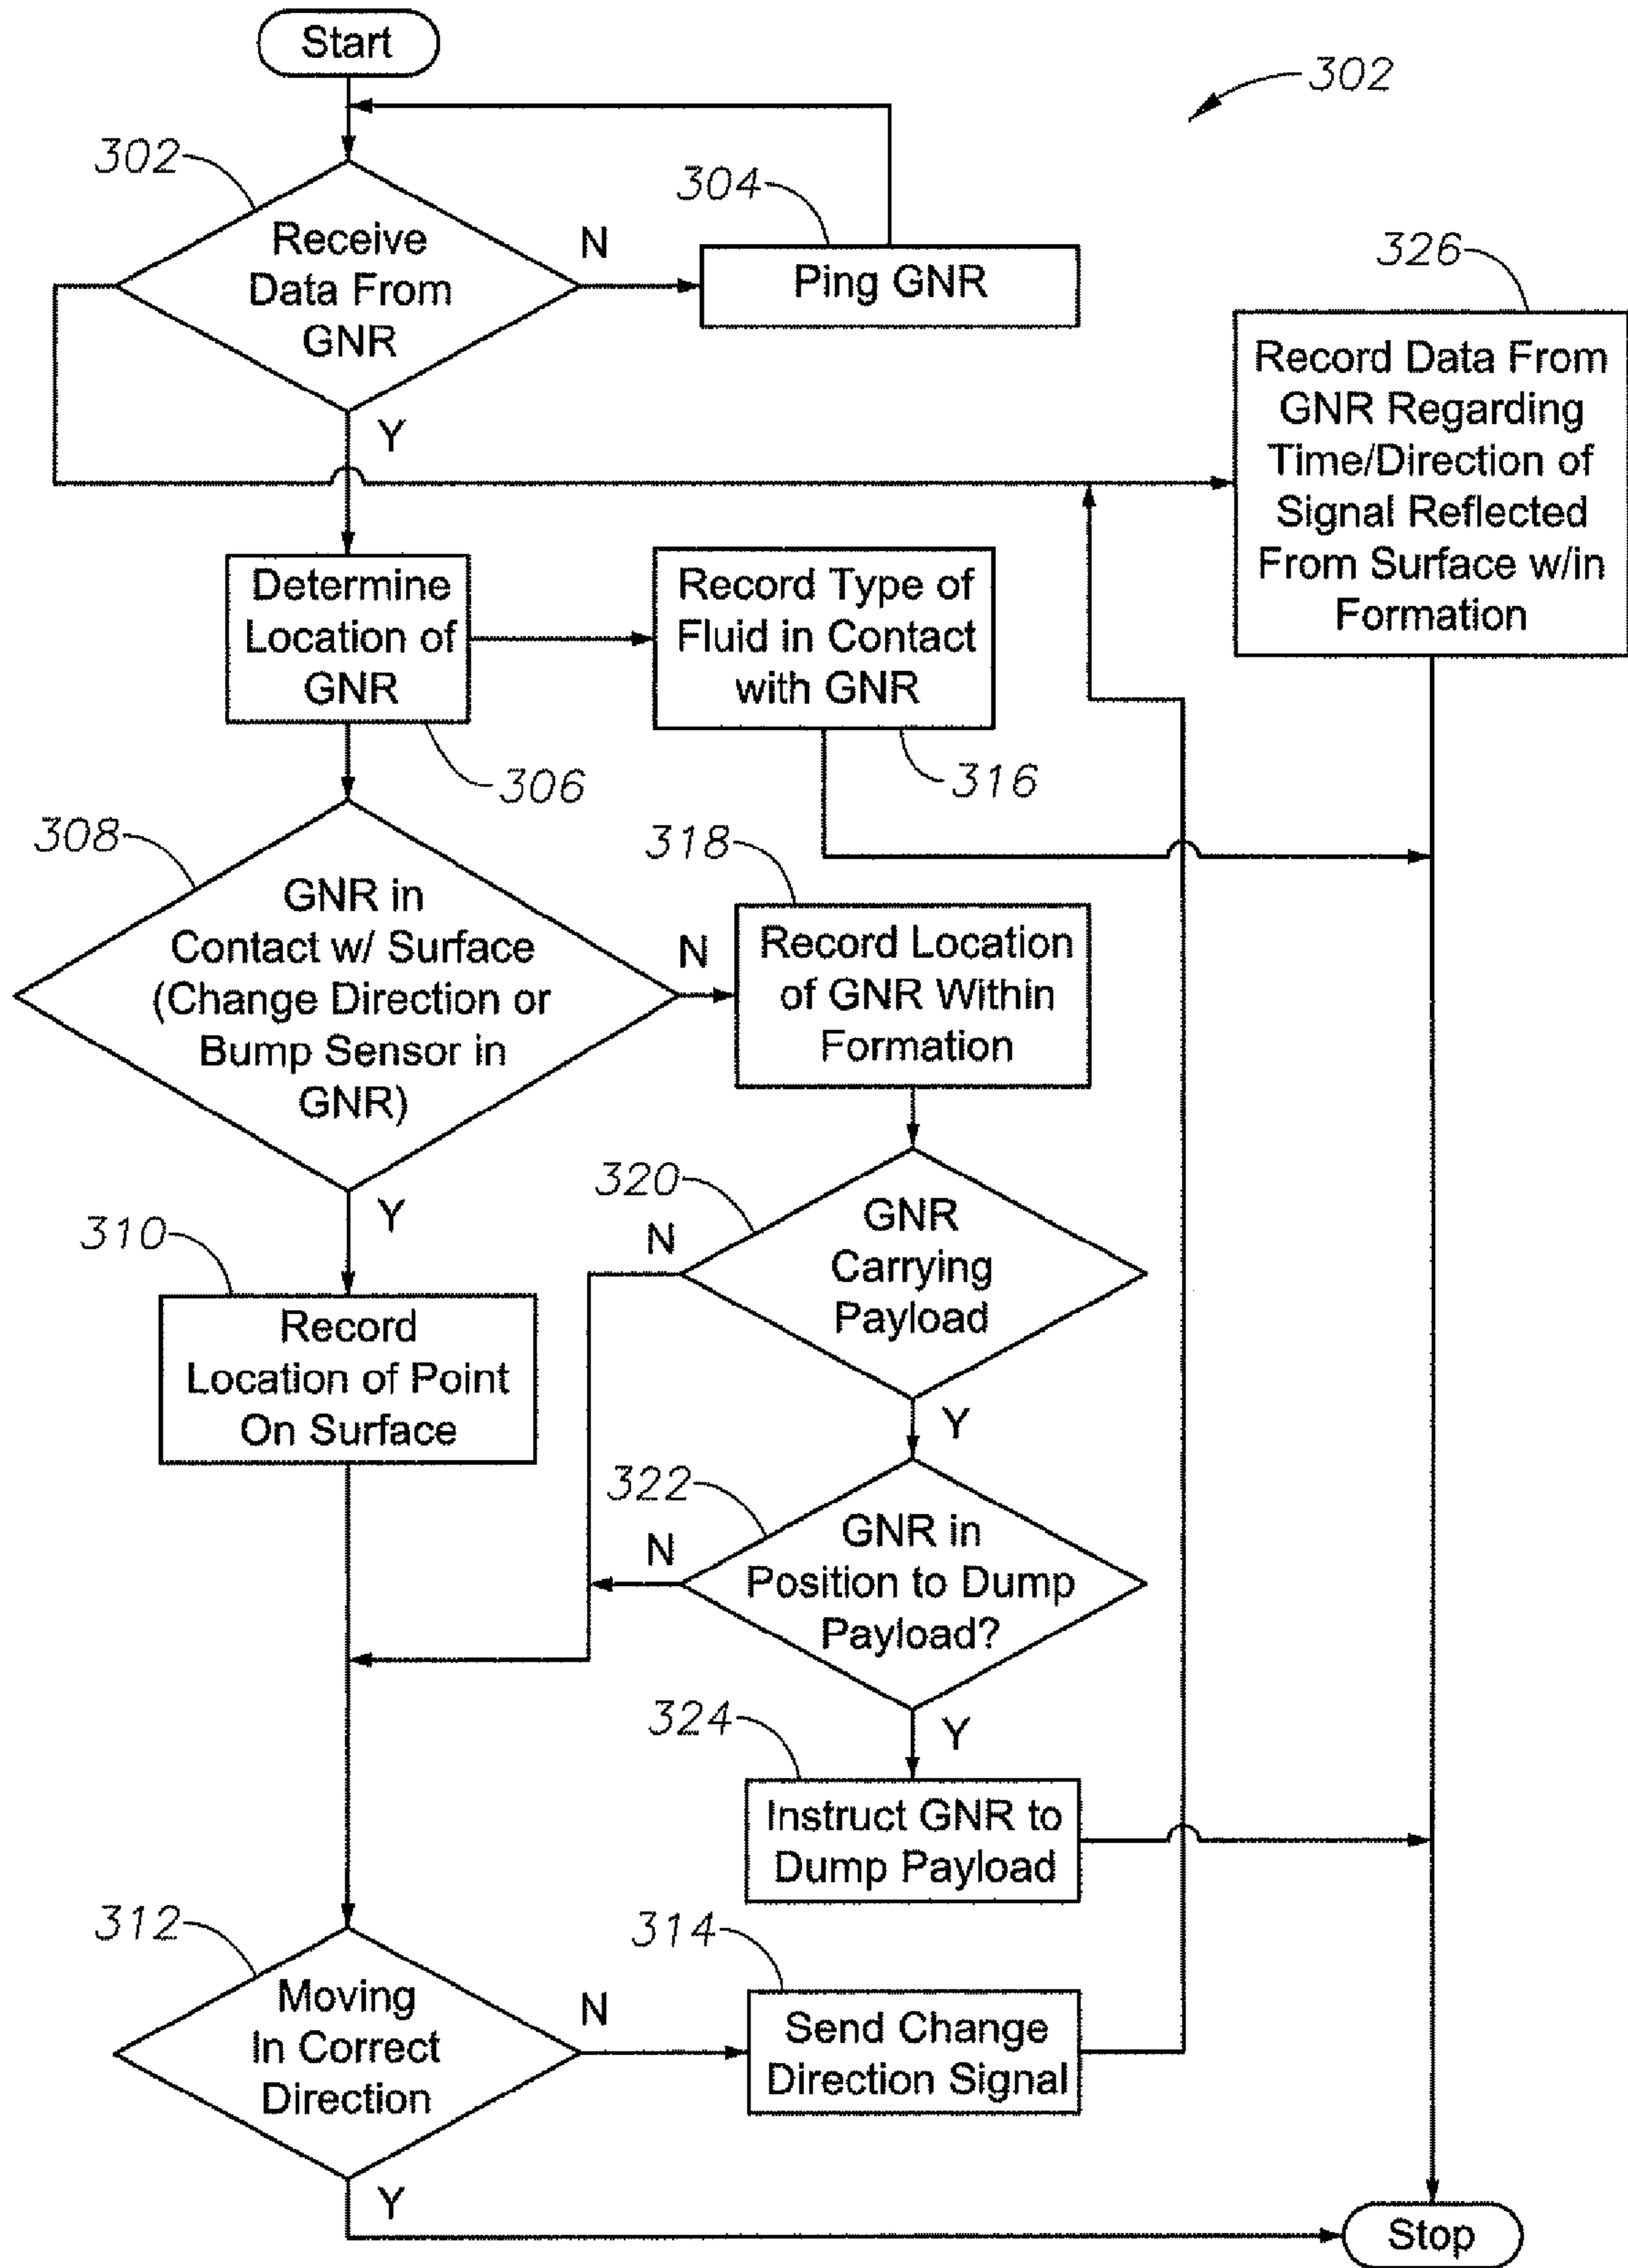 Start
302
302
Receive
Data From
GNR
N
304
Ping GNR
326
Record Data From
GNR Regarding
Time/Direction of
Signal Reflected
From Surface w/in
Formation
Y
Determine
Location of
GNR
306
Record Type of
Fluid in Contact
with GNR
316
308
GNR in
Contact w/ Surface
(Change Direction or
Bump Sensor in
GNR)
N
318
Record Location
of GNR Within
Formation
Y
310
Record
Location of Point
On Surface
320
N
GNR
Carrying
Payload
Y
322
N
GNR in
Position to Dump
Payload?
Y
324
Instruct GNR to
Dump Payload
312
Moving
In Correct
Direction
N
314
Send Change
Direction Signal
Y
Stop